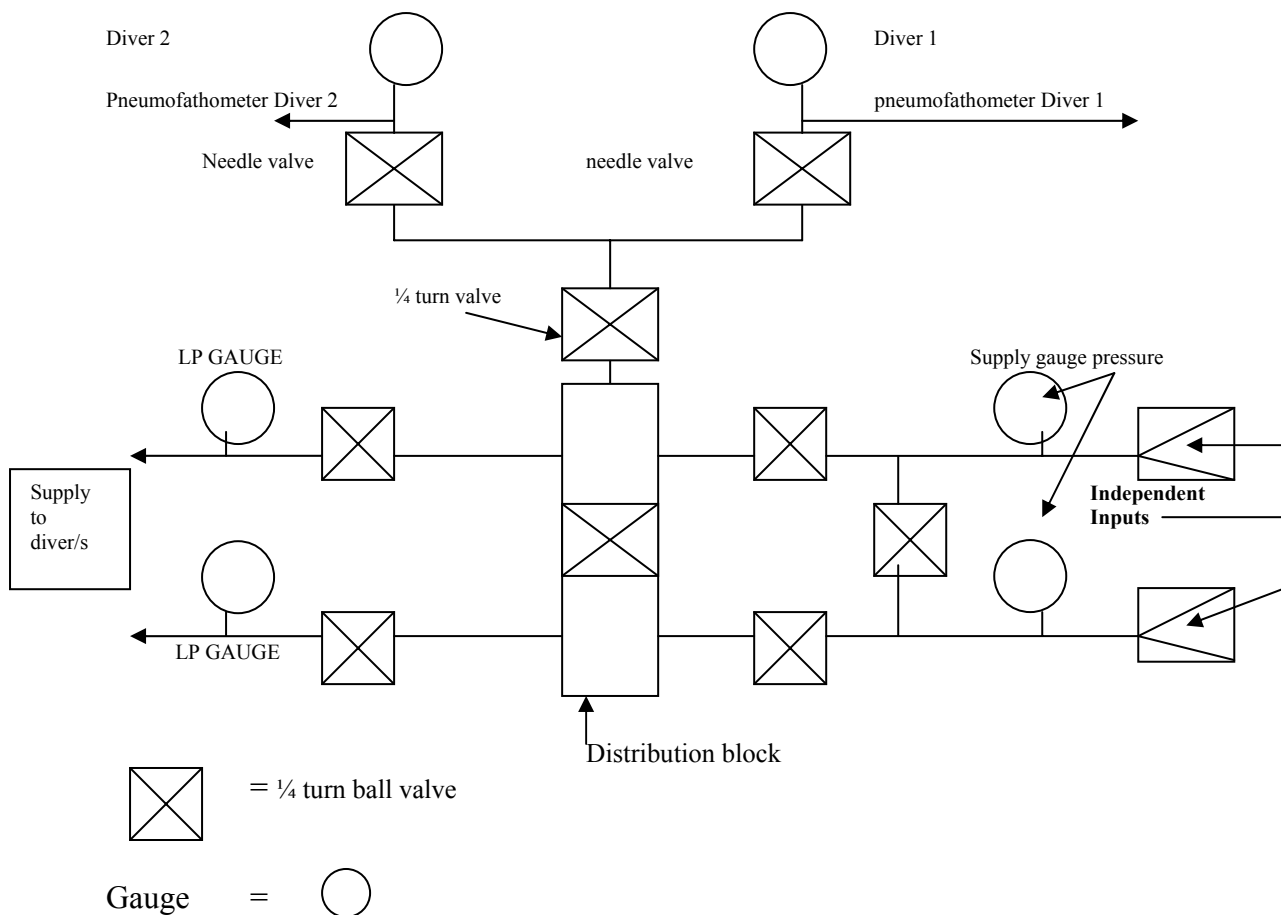 Diver 2
Diver 1
Pneumofathometer Diver 2
pneumofathometer Diver 1
Needle valve
needle valve
¼ turn valve
LP GAUGE
Supply gauge pressure
Supply
to
diver/s
Independent
Inputs
LP GAUGE
Distribution block
= ¼ turn ball valve
Gauge =